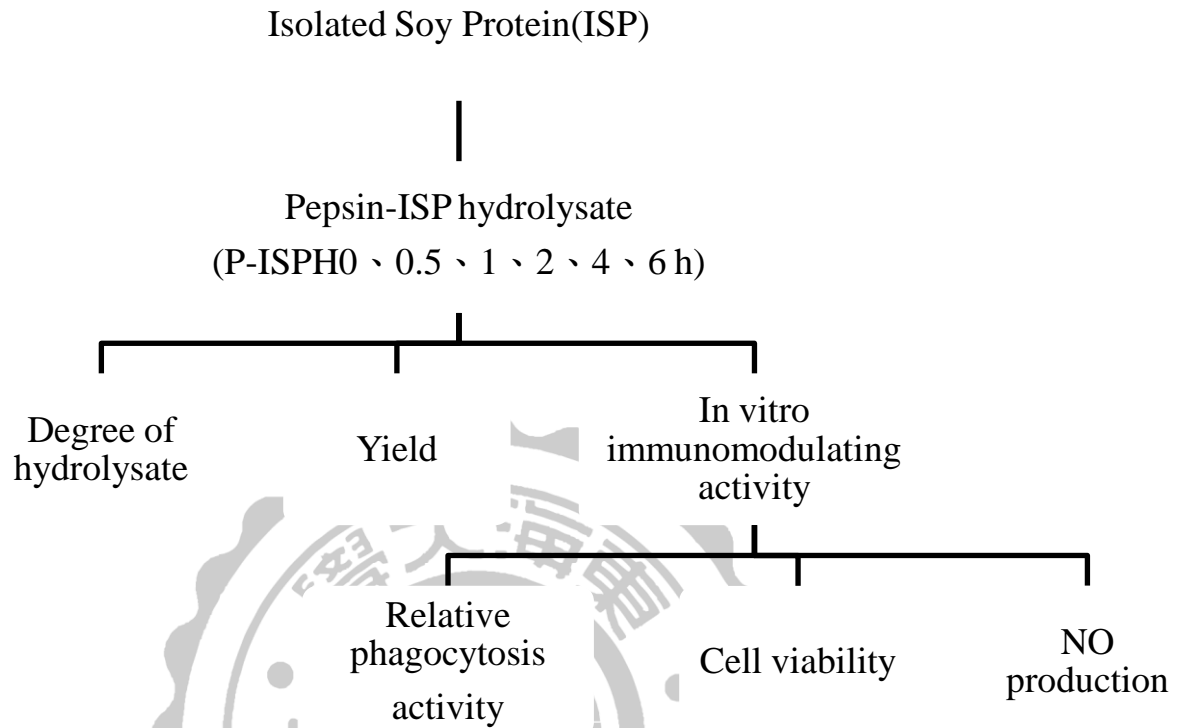 Isolated Soy Protein(ISP)
Pepsin-ISP hydrolysate
(P-ISPH0、0.5、1、2、4、6 h)
Degree of
hydrolysate
Yield
In vitro
immunomodulating
activity
Relative
phagocytosis
activity
Cell viability
NO
production